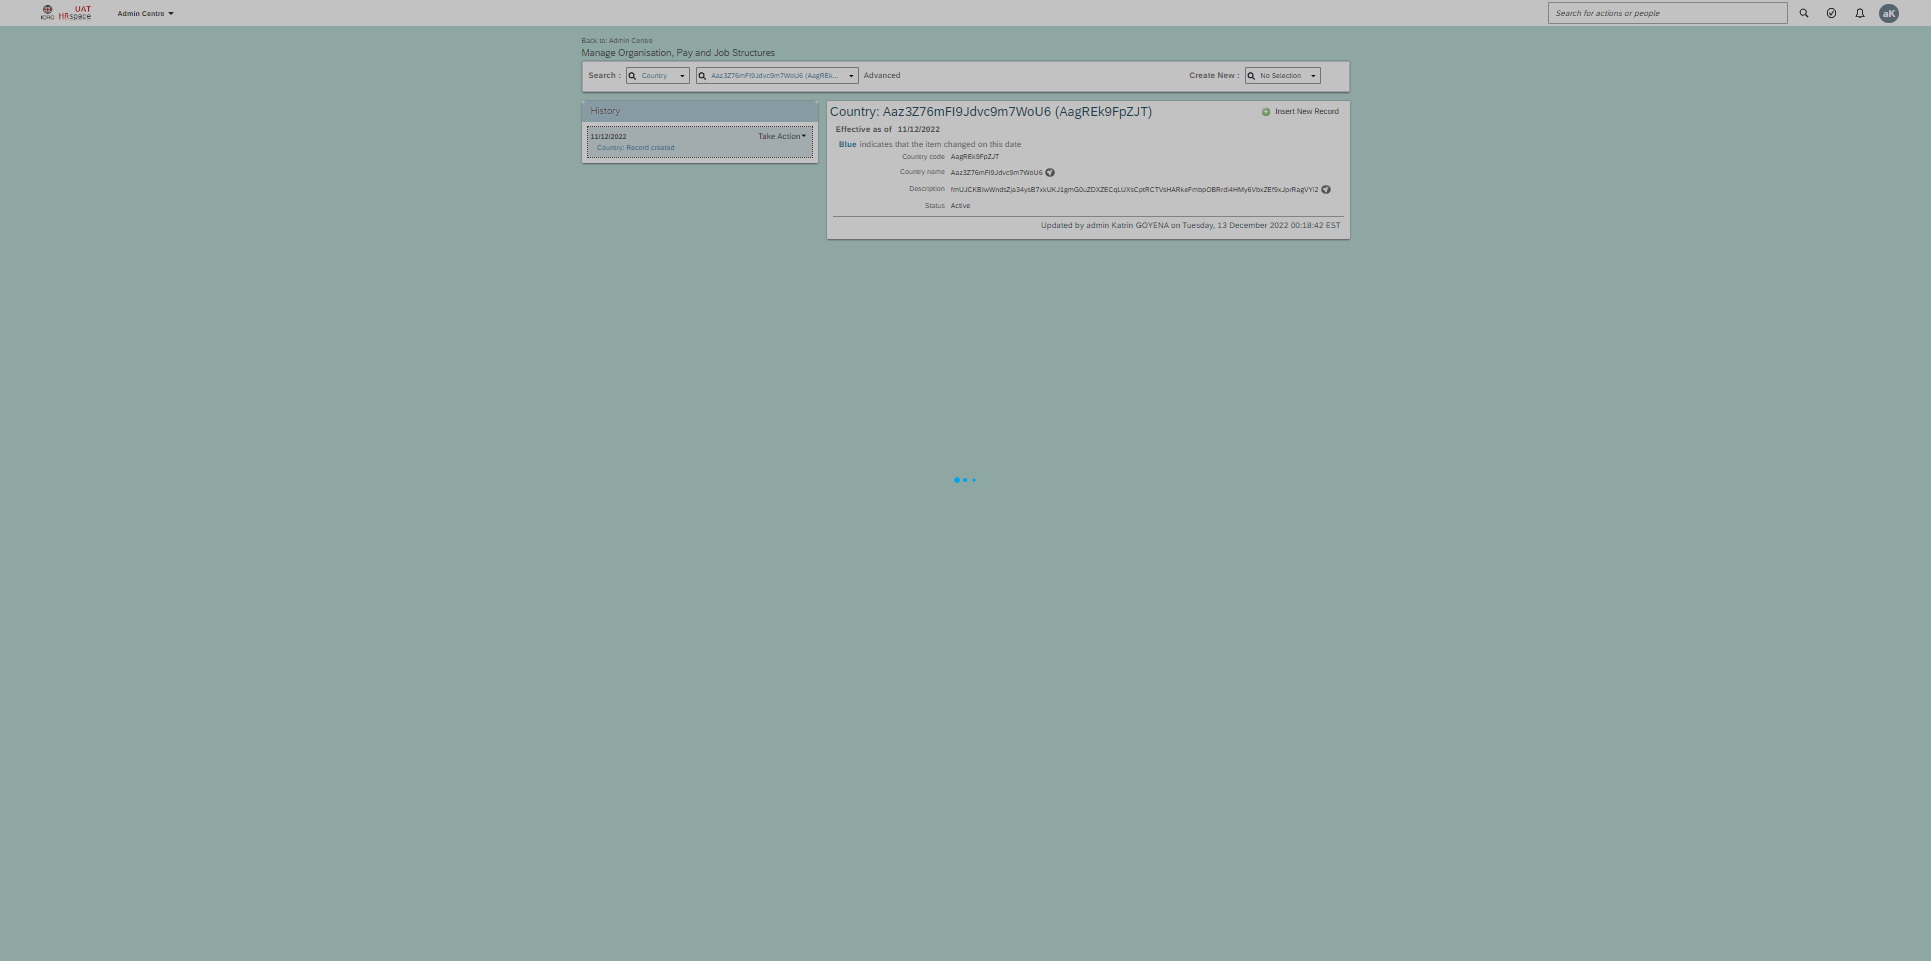 ICRC
UAT
HR space
Admin Centre
Search for actions or people
aK
Back to: Admin Centre
Manage Organisation, Pay and Job Structures
Search :
Country
Aaz3Z76mFI9Jdvc9m7WoU6 (AagREk...
Advanced
Create New :
No Selection
History
11/12/2022
Take Action
Country: Record created
Country: Aaz3Z76mFI9Jdvc9m7WoU6 (AagREk9FpZJT)
Insert New Record
Effective as of 11/12/2022
Blue indicates that the item changed on this date
Country code AagREk9FpZJT
Country name Aaz3Z76mFI9Jdvc9m7WoU6
Description
Status Active
Updated by admin Katrin GOYENA on Tuesday, 13 December 2022 00:18:42 EST